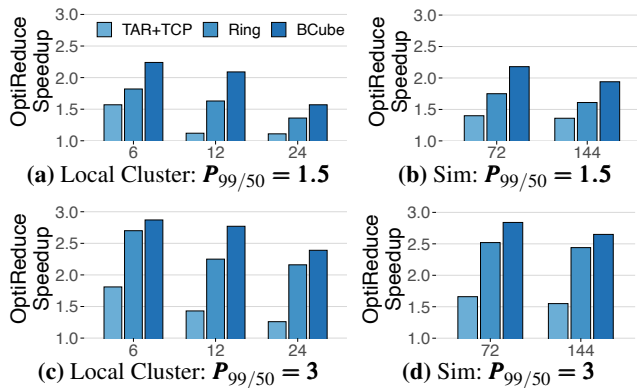 OptiReduce
Speedup
3.0
2.5
2.0
1.5
1.0
TAR+TCP Ring BCube
6 12 24
(a) Local Cluster: P99/50 = 1.5
OptiReduce
Speedup
3.0
2.5
2.0
1.5
1.0
72 144
(b) Sim: P99/50 = 1.5
OptiReduce
Speedup
3.0
2.5
2.0
1.5
1.0
6 12 24
(c) Local Cluster: P99/50 = 3
OptiReduce
Speedup
3.0
2.5
2.0
1.5
1.0
72 144
(d) Sim: P99/50 = 3